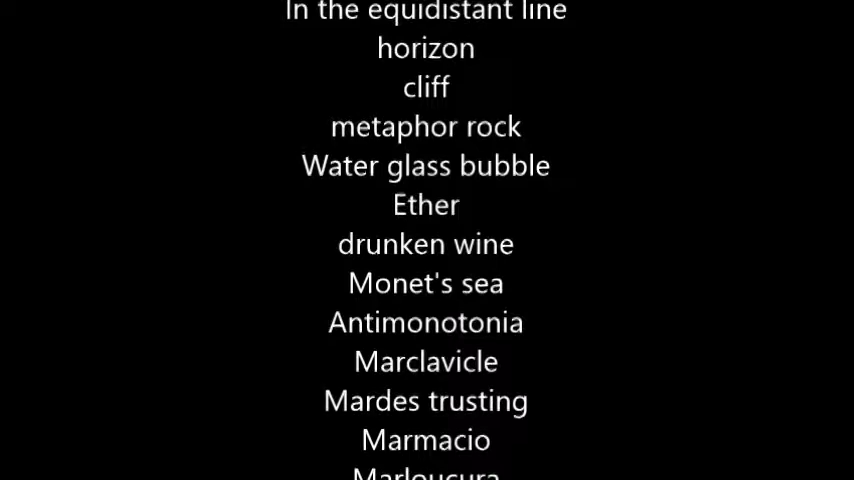 In the equidistant line
horizon
cliff
metaphor rock
Water glass bubble
Ether
drunken wine
Monet's sea
Antimonotonia
Marclavicle
Mardes trusting
Marmacio
Marloucura